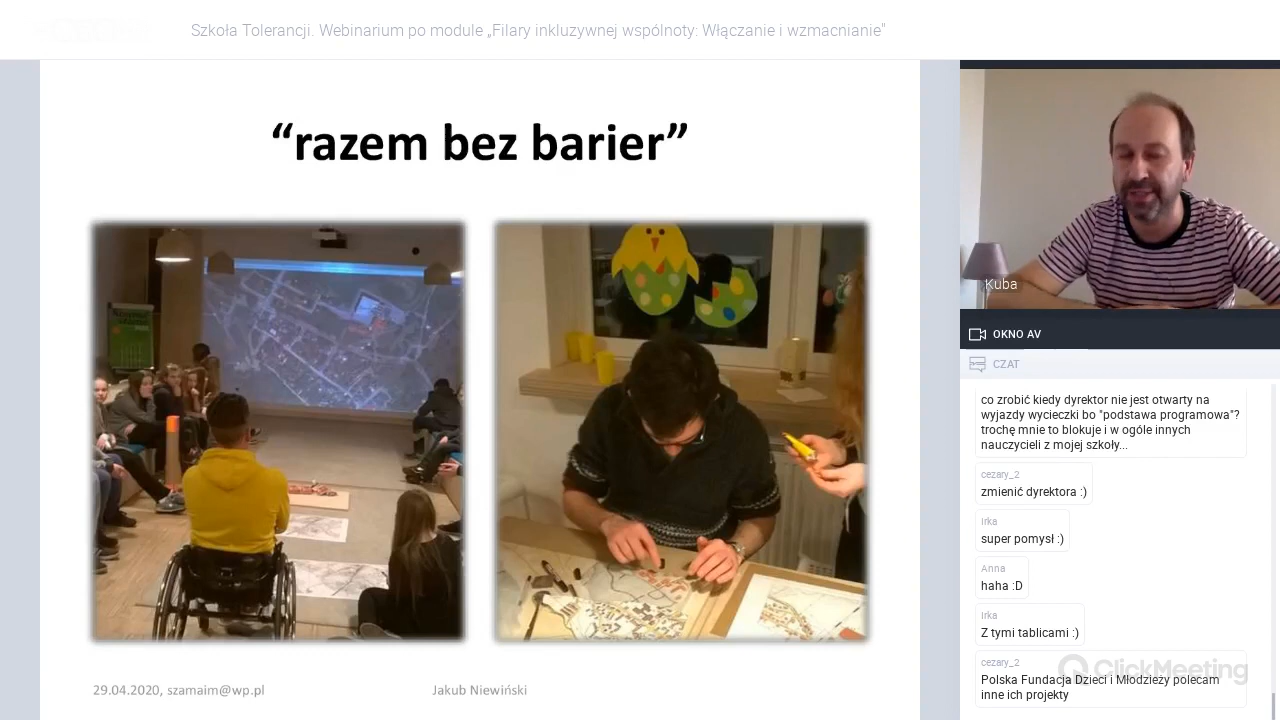 Szkoła Tolerancji. Webinarium po module „Filary inkluzywnej wspólnoty: Włączanie i wzmacnianie"
“razem bez barier”
29.04.2020, szamaim@wp.pl
Jakub Niewiński
Kuba
OKNO AV
CZAT
co zrobić kiedy dyrektor nie jest otwarty na
wyjazdy wycieczki bo "podstawa programowa"?
trochę mnie to blokuje i w ogóle innych
nauczycieli z mojej szkoły...
cezary_2
zmienić dyrektora :)
Irka
super pomysł :)
Anna
haha :D
Irka
Z tymi tablicami :)
cezary_2
Polska Fundacja Dzieci i Młodzieży polecam
inne ich projekty
ClickMeeting